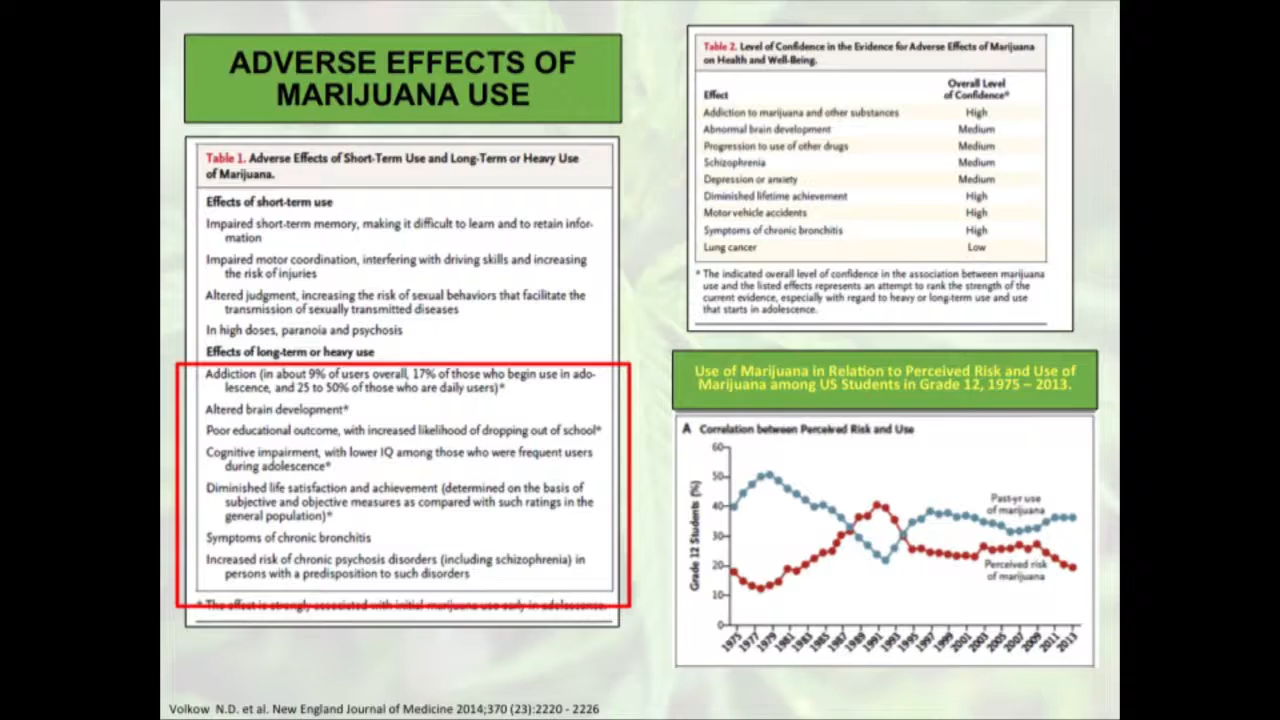 ADVERSE EFFECTS OF
MARIJUANA USE
Table 1. Adverse Effects of Short-Term Use and Long-Term or Heavy Use
of Marijuana.
Effects of short-term use
Impaired short-term memory, making it difficult to learn and to retain infor-
mation
Impaired motor coordination, interfering with driving skills and increasing
the risk of injuries
Altered judgment, increasing the risk of sexual behaviors that facilitate the
transmission of sexually transmitted diseases
In high doses, paranoia and psychosis
Effects of long-term or heavy use
Addiction (in about 9% of users overall, 17% of those who begin use in ado-
lescence, and 25 to 50% of those who are daily users)*
Altered brain development*
Poor educational outcome, with increased likelihood of dropping out of school*
Cognitive impairment, with lower IQ among those who were frequent users
during adolescence*
Diminished life satisfaction and achievement (determined on the basis of
subjective and objective measures as compared with such ratings in the
general population)*
Symptoms of chronic bronchitis
Increased risk of chronic psychosis disorders (including schizophrenia) in
persons with a predisposition to such disorders
* The effect is strongly associated with initial marijuana use early in adolescence.
Table 2. Level of Confidence in the Evidence for Adverse Effects of Marijuana
on Health and Well-Being.
Overall Level
Effect of Confidence*
Addiction to marijuana and other substances High
Abnormal brain development Medium
Progression to use of other drugs Medium
Schizophrenia Medium
Depression or anxiety Medium
Diminished lifetime achievement High
Motor vehicle accidents High
Symptoms of chronic bronchitis High
Lung cancer Low
* The indicated overall level of confidence in the association between marijuana
use and the listed effects represents an attempt to rank the strength of the
current evidence, especially with regard to heavy or long-term use and use
that starts in adolescence.
Use of Marijuana in Relation to Perceived Risk and Use of
Marijuana among US Students in Grade 12, 1975 – 2013.
A Correlation between Perceived Risk and Use
Grade 12 Students (%)
60
50
40
30
20
10
0
Past-yr use
of marijuana
Perceived risk
of marijuana
1975 1977 1979 1981 1983 1985 1987 1989 1991 1993 1995 1997 1999 2001 2003 2005 2007 2009 2011 2013
Volkow N.D. et al. New England Journal of Medicine 2014;370 (23):2220 - 2226